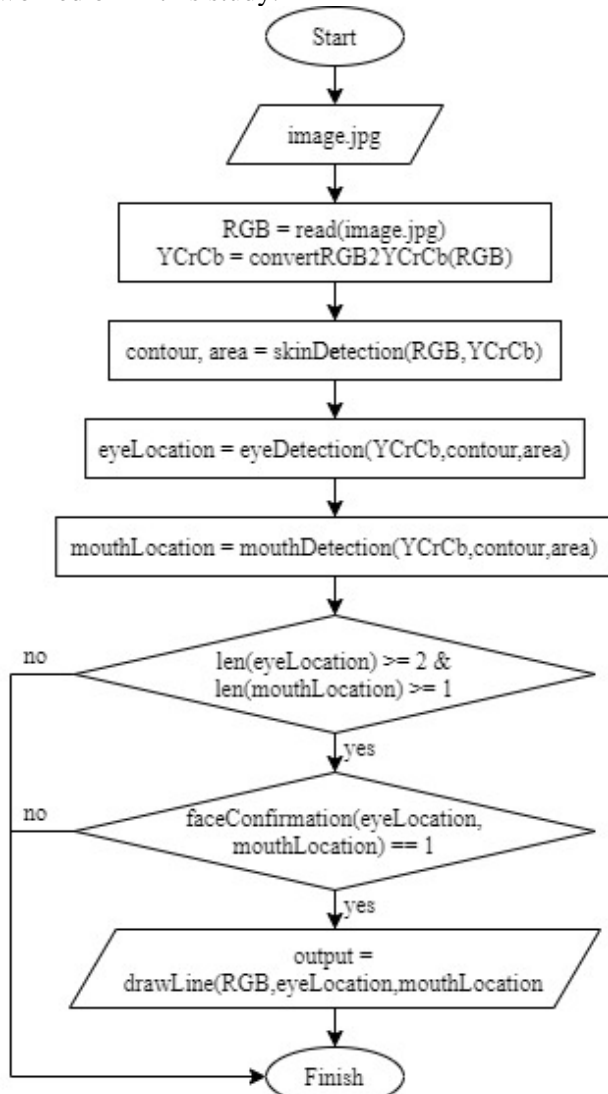 Start
image.jpg
RGB = read(image.jpg)
YCrCb = convertRGB2YCrCb(RGB)
contour, area = skinDetection(RGB,YCrCb)
eyeLocation = eyeDetection(YCrCb,contour,area)
mouthLocation = mouthDetection(YCrCb,contour,area)
no
len(eyeLocation) >= 2 &
len(mouthLocation) >= 1
yes
no
faceConfirmation(eyeLocation,
mouthLocation) == 1
yes
output =
drawLine(RGB,eyeLocation,mouthLocation
Finish